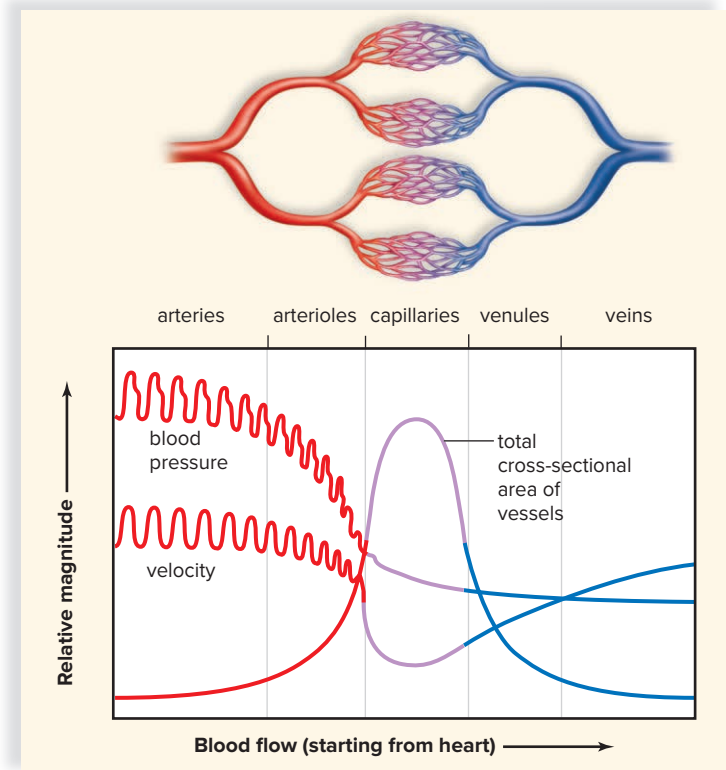 arteries
arterioles
capillaries
venules
veins
blood
pressure
total
cross-sectional
area of
vessels
velocity
Relative magnitude
Blood flow (starting from heart)